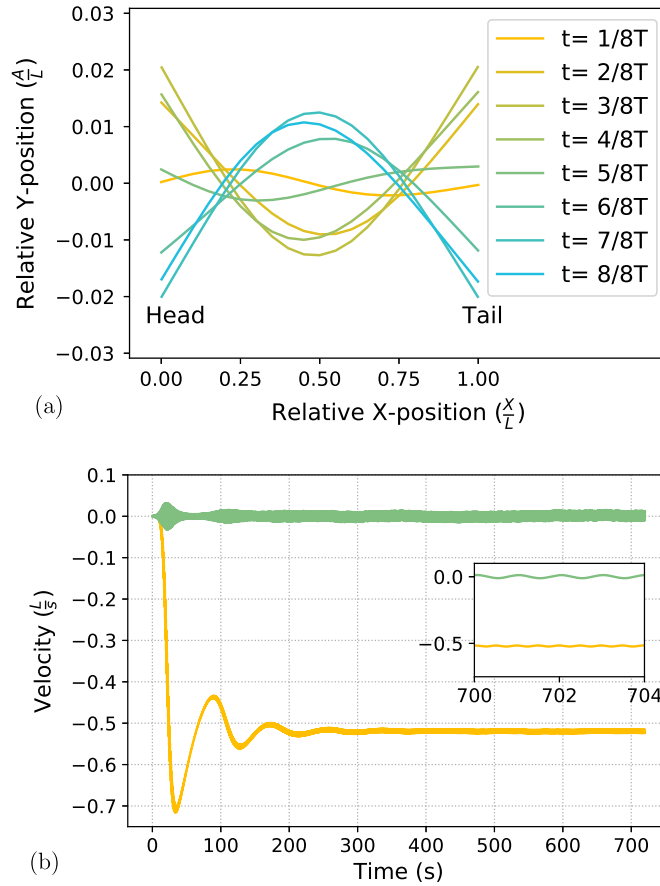 0.03
0.02
0.01
0.00
−0.01
−0.02
−0.03
Relative Y-position (A/L)
t= 1/8T
t= 2/8T
t= 3/8T
t= 4/8T
t= 5/8T
t= 6/8T
t= 7/8T
t= 8/8T
Head
Tail
0.00 0.25 0.50 0.75 1.00
Relative X-position (X/L)
(a)
0.1
0.0
−0.1
−0.2
−0.3
−0.4
−0.5
−0.6
−0.7
Velocity (L/s)
0.0
−0.5
700 702 704
0 100 200 300 400 500 600 700
Time (s)
(b)